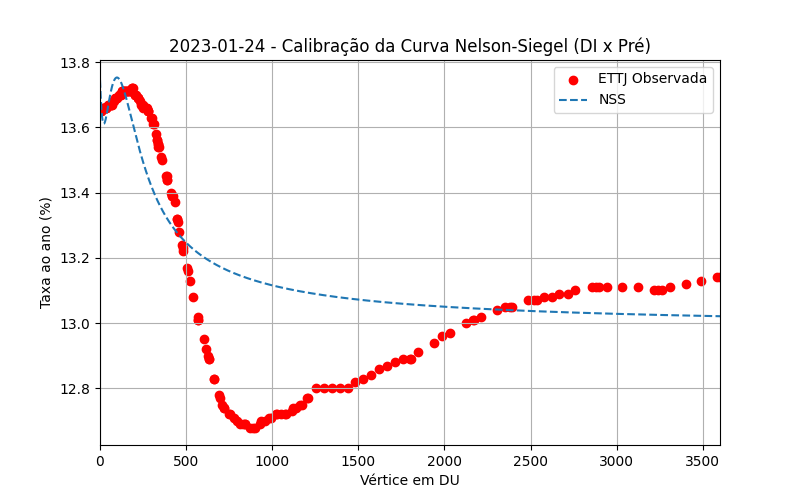 2023-01-24 - Calibração da Curva Nelson-Siegel (DI x Pré)
ETTJ Observada
NSS
Taxa ao ano (%)
13.8
13.6
13.4
13.2
13.0
12.8
0 500 1000 1500 2000 2500 3000 3500
Vértice em DU